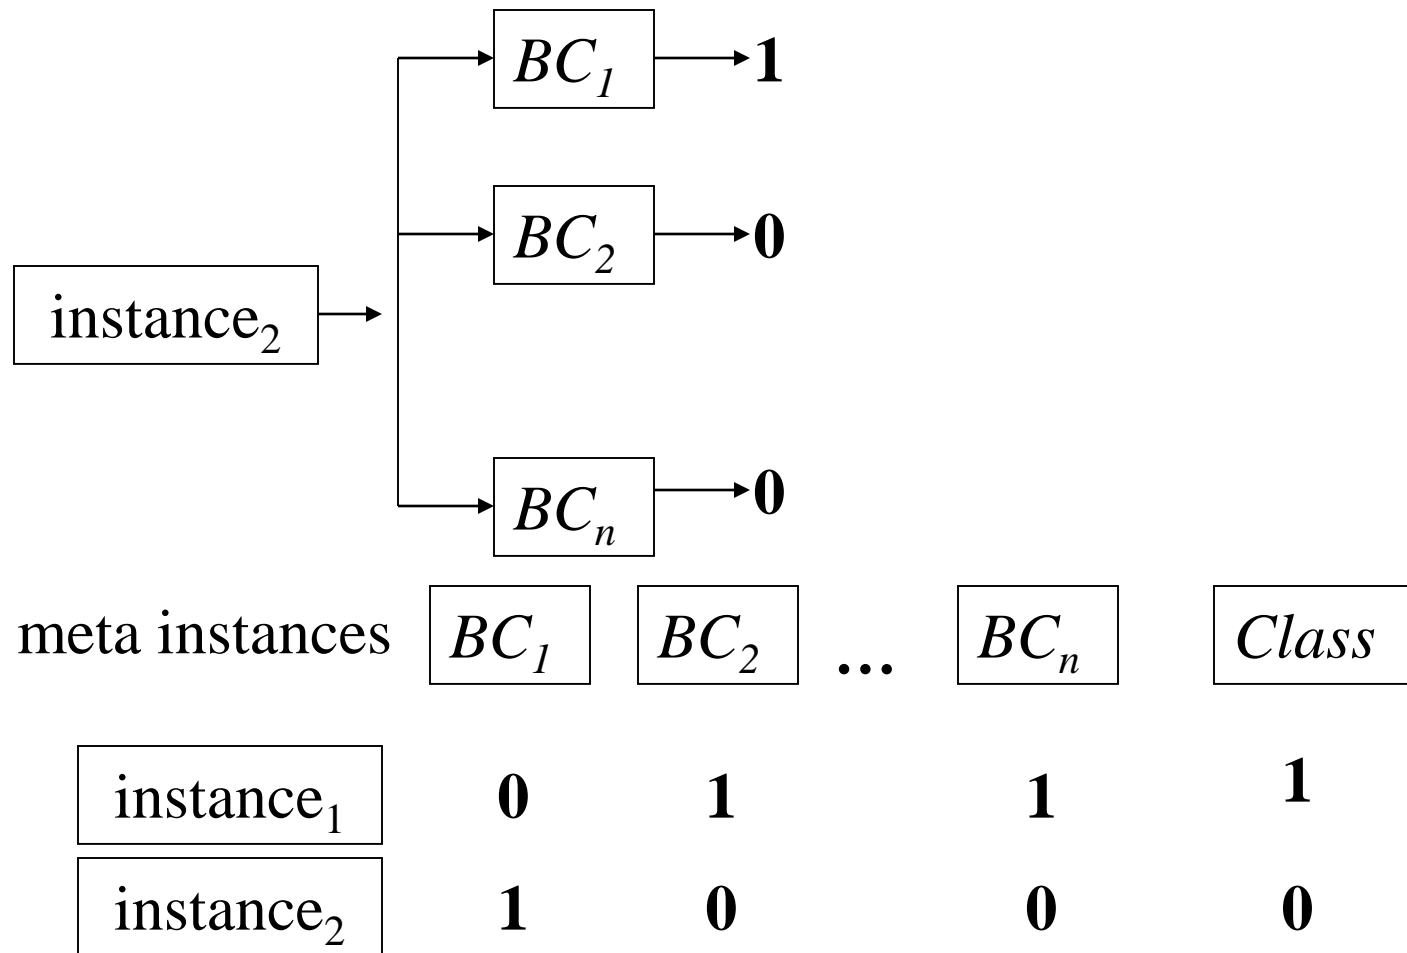 BC₁ 1
BC₂ 0
instance₂
BCₙ 0
meta instances BC₁ BC₂ ... BCₙ Class
instance₁ 0 1 1 1
instance₂ 1 0 0 0